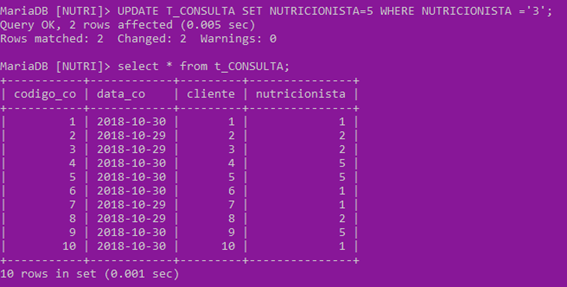 MariaDB [NUTRI]> UPDATE T_CONSULTA SET NUTRICIONISTA=5 WHERE NUTRICIONISTA ='3';
Query OK, 2 rows affected (0.005 sec)
Rows matched: 2  Changed: 2  Warnings: 0

MariaDB [NUTRI]> select * from t_CONSULTA;
+-----------+------------+---------+---------------+
| codigo_co | data_co    | cliente | nutricionista |
+-----------+------------+---------+---------------+
|         1 | 2018-10-30 |       1 |             1 |
|         2 | 2018-10-29 |       2 |             2 |
|         3 | 2018-10-29 |       3 |             2 |
|         4 | 2018-10-30 |       4 |             5 |
|         5 | 2018-10-30 |       5 |             5 |
|         6 | 2018-10-30 |       6 |             1 |
|         7 | 2018-10-29 |       7 |             1 |
|         8 | 2018-10-29 |       8 |             2 |
|         9 | 2018-10-30 |       9 |             5 |
|        10 | 2018-10-30 |      10 |             1 |
+-----------+------------+---------+---------------+
10 rows in set (0.001 sec)